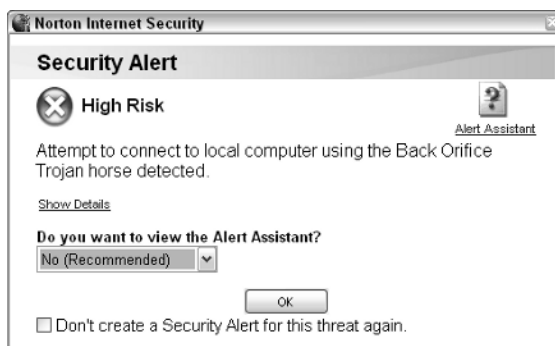 Norton Internet Security
Security Alert
High Risk
Alert Assistant
Attempt to connect to local computer using the Back Orifice
Trojan horse detected.
Show Details
Do you want to view the Alert Assistant?
No (Recommended)
OK
Don't create a Security Alert for this threat again.